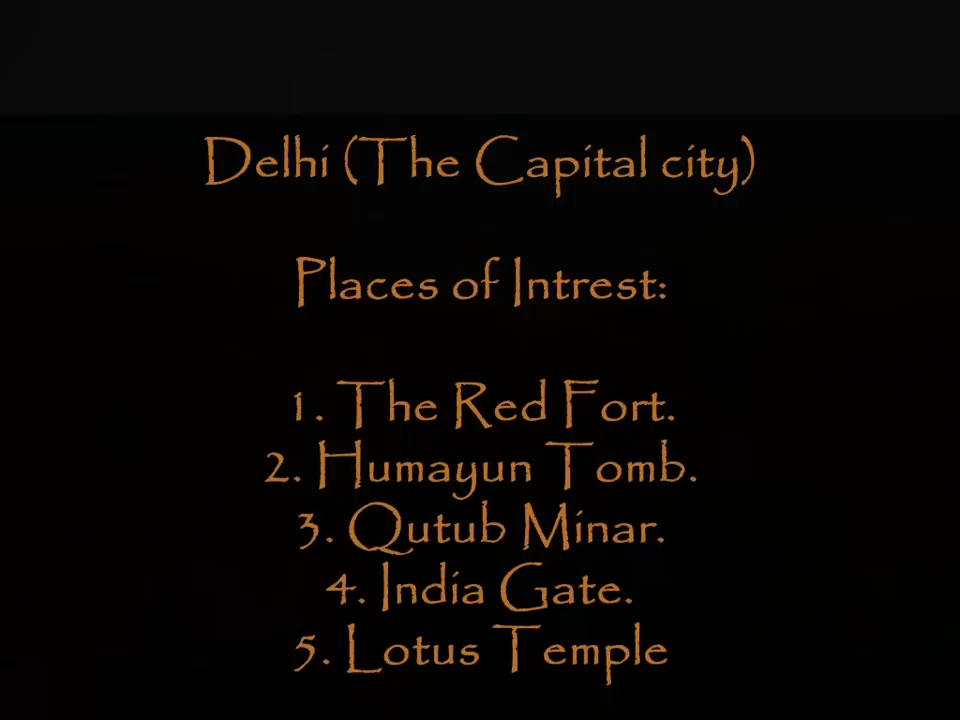 Delhi (The Capital city)
Places of Intrest:
1. The Red Fort.
2. Humayun Tomb.
3. Qutub Minar.
4. India Gate.
5. Lotus Temple